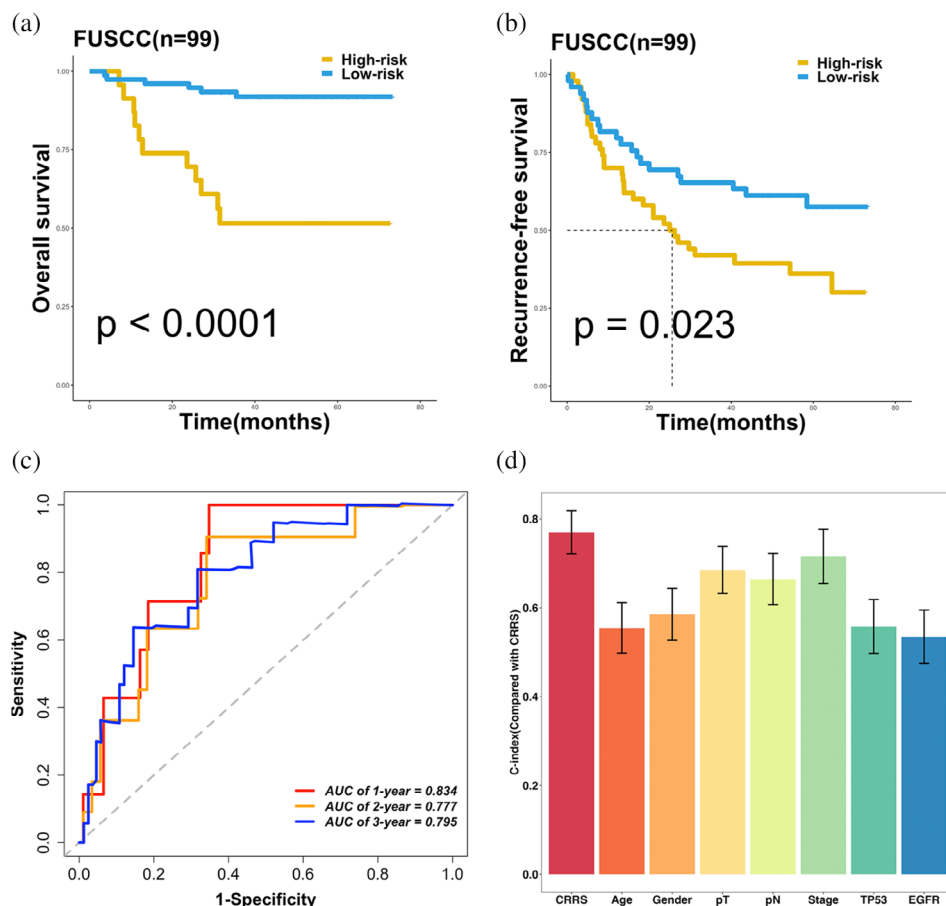 (a)
FUSCC(n=99)
High-risk
Low-risk
1.00
0.75
0.50
0.25
0.00
Overall survival
p < 0.0001
0
20
40
60
80
Time(months)
(b)
FUSCC(n=99)
High-risk
Low-risk
1.00
0.75
0.50
0.25
0.00
Recurrence-free survival
p = 0.023
0
20
40
60
80
Time(months)
(c)
1.0
0.8
0.6
0.4
0.2
0.0
Sensitivity
AUC of 1-year = 0.834
AUC of 2-year = 0.777
AUC of 3-year = 0.795
0.0
0.2
0.4
0.6
0.8
1.0
1-Specificity
(d)
0.8
0.6
0.4
0.2
0.0
C-index(Compared with CRRS)
CRRS
Age
Gender
pT
pN
Stage
TP53
EGFR